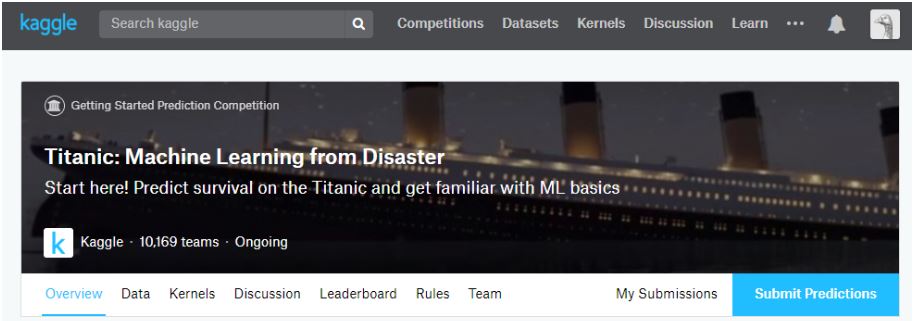 kaggle Search kaggle Competitions Datasets Kernels Discussion Learn •••
Getting Started Prediction Competition
Titanic: Machine Learning from Disaster
Start here! Predict survival on the Titanic and get familiar with ML basics
k Kaggle · 10,169 teams · Ongoing
Overview Data Kernels Discussion Leaderboard Rules Team My Submissions Submit Predictions